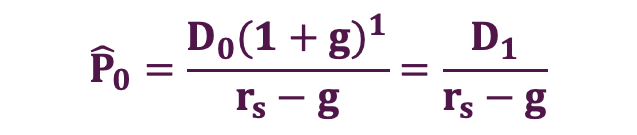 P̂₀ = D₀(1 + g)¹ / (rₛ − g) = D₁ / (rₛ − g)